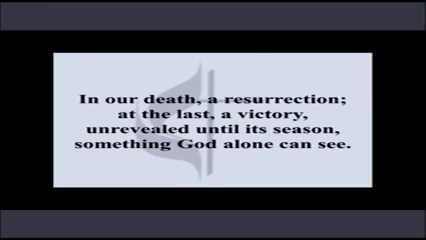 In our death, a resurrection;
at the last, a victory,
unrevealed until its season,
something God alone can see.